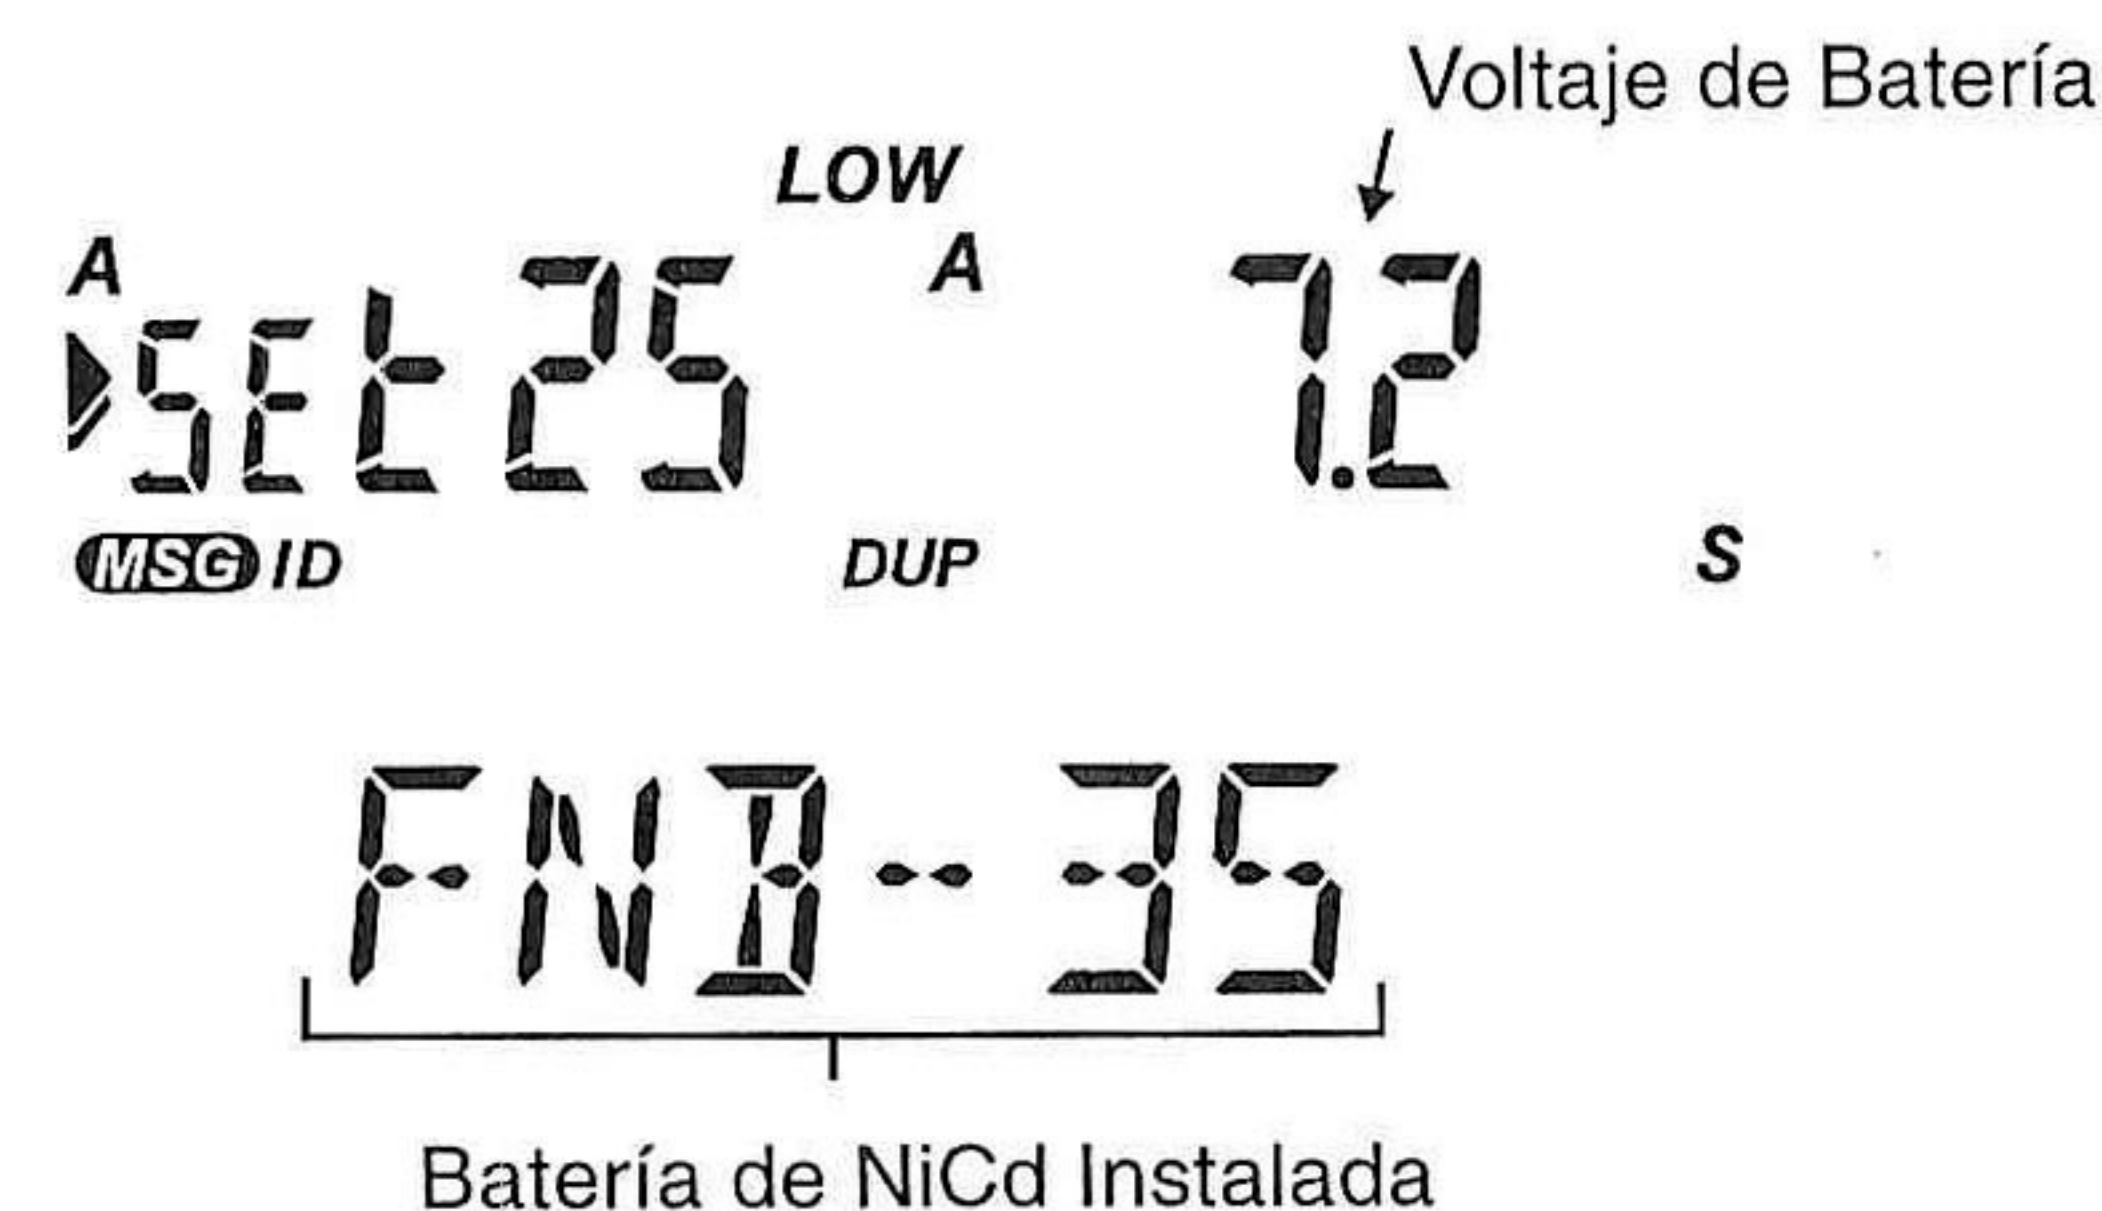 Voltaje de Batería
LOW
A A
SEt25 7.2
MSG ID DUP S
FNB-35
Batería de NiCd Instalada